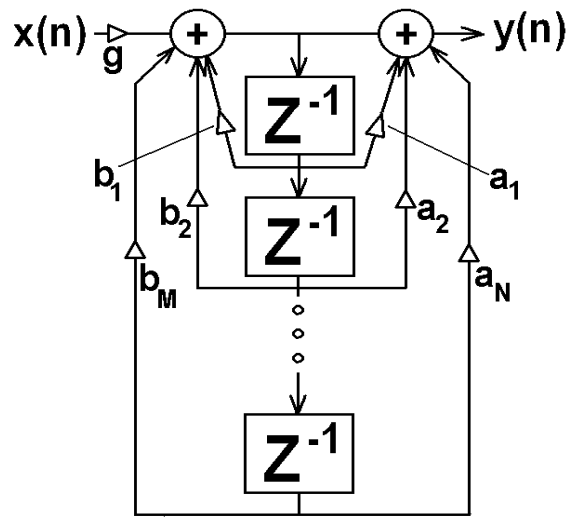 x(n) g + + y(n)
Z⁻¹
b₁ a₁
b₂ a₂
Z⁻¹
b_M a_N
Z⁻¹